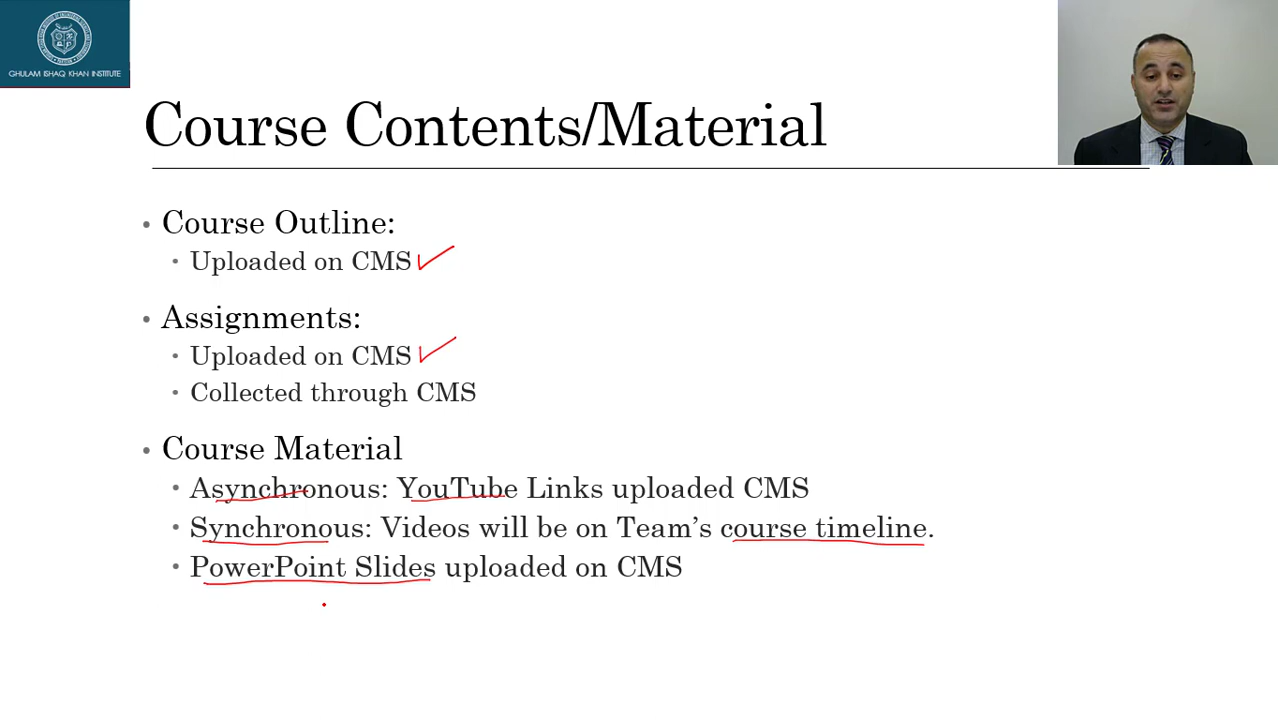 GHULAM ISHAQ KHAN INSTITUTE
Course Contents/Material
• Course Outline:
• Uploaded on CMS
• Assignments:
• Uploaded on CMS
• Collected through CMS
• Course Material
• Asynchronous: YouTube Links uploaded CMS
• Synchronous: Videos will be on Team's course timeline.
• PowerPoint Slides uploaded on CMS